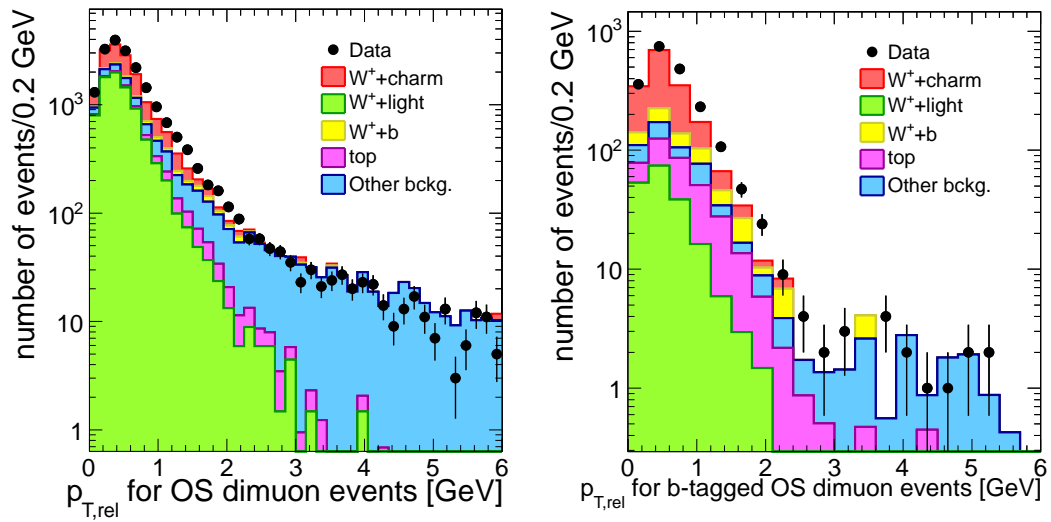 number of events/0.2 GeV
10³
10²
10
1
Data
W⁺+charm
W⁺+light
W⁺+b
top
Other bckg.
0 1 2 3 4 5 6
p_T,rel for OS dimuon events [GeV]
number of events/0.2 GeV
10³
10²
10
1
Data
W⁺+charm
W⁺+light
W⁺+b
top
Other bckg.
0 1 2 3 4 5 6
p_T,rel for b-tagged OS dimuon events [GeV]